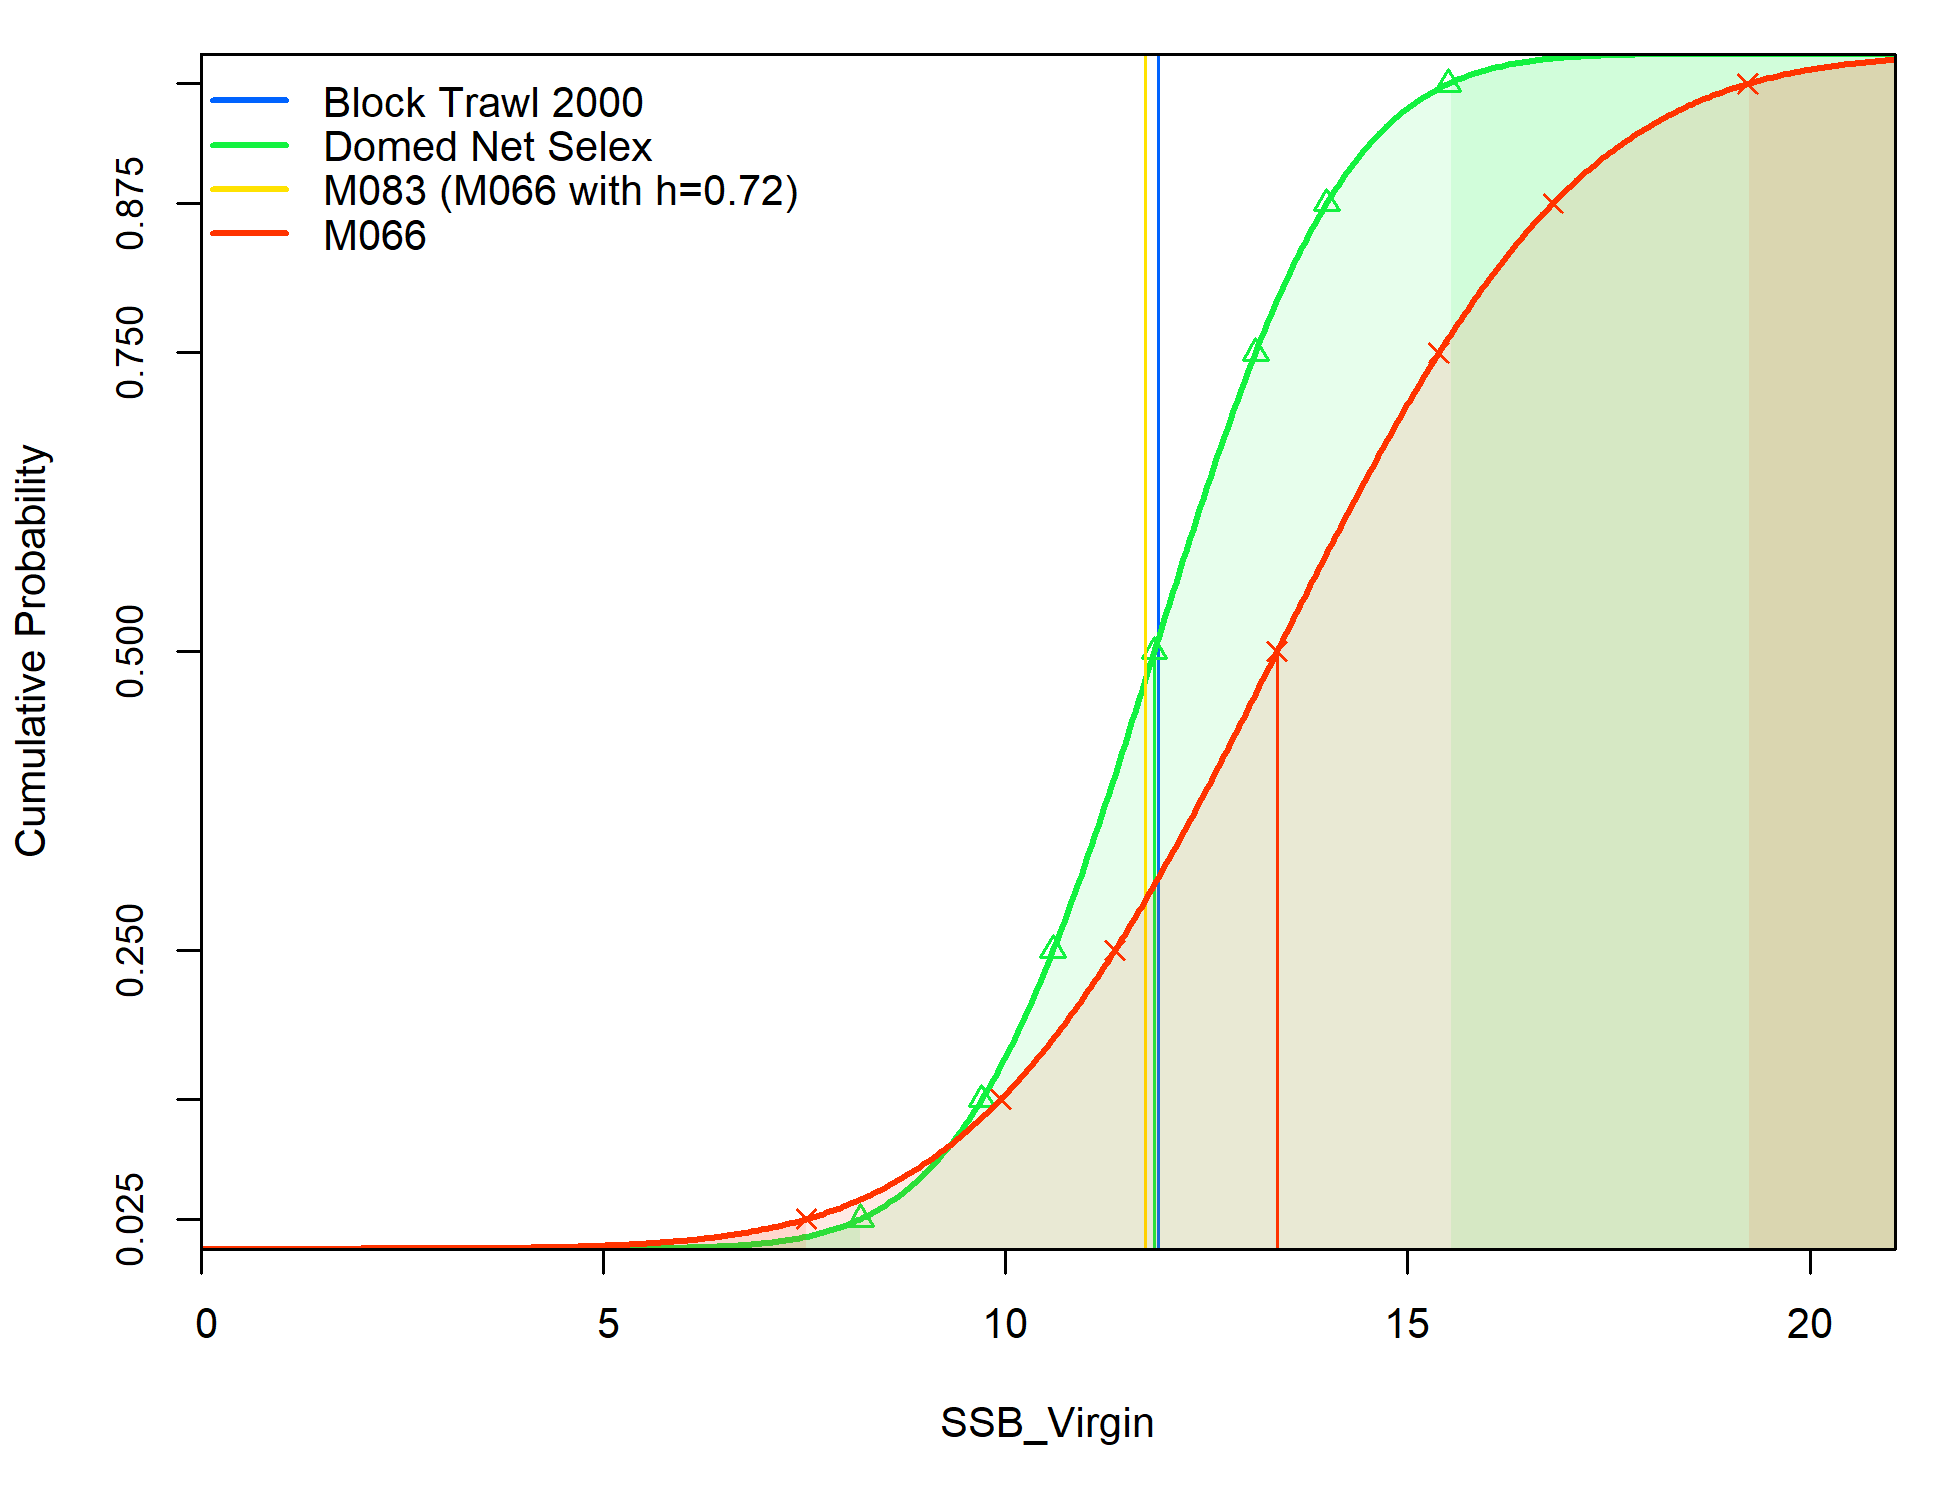 Block Trawl 2000
Domed Net Selex
M083 (M066 with h=0.72)
M066
Cumulative Probability
0.875
0.750
0.500
0.250
0.025
0 5 10 15 20
SSB_Virgin